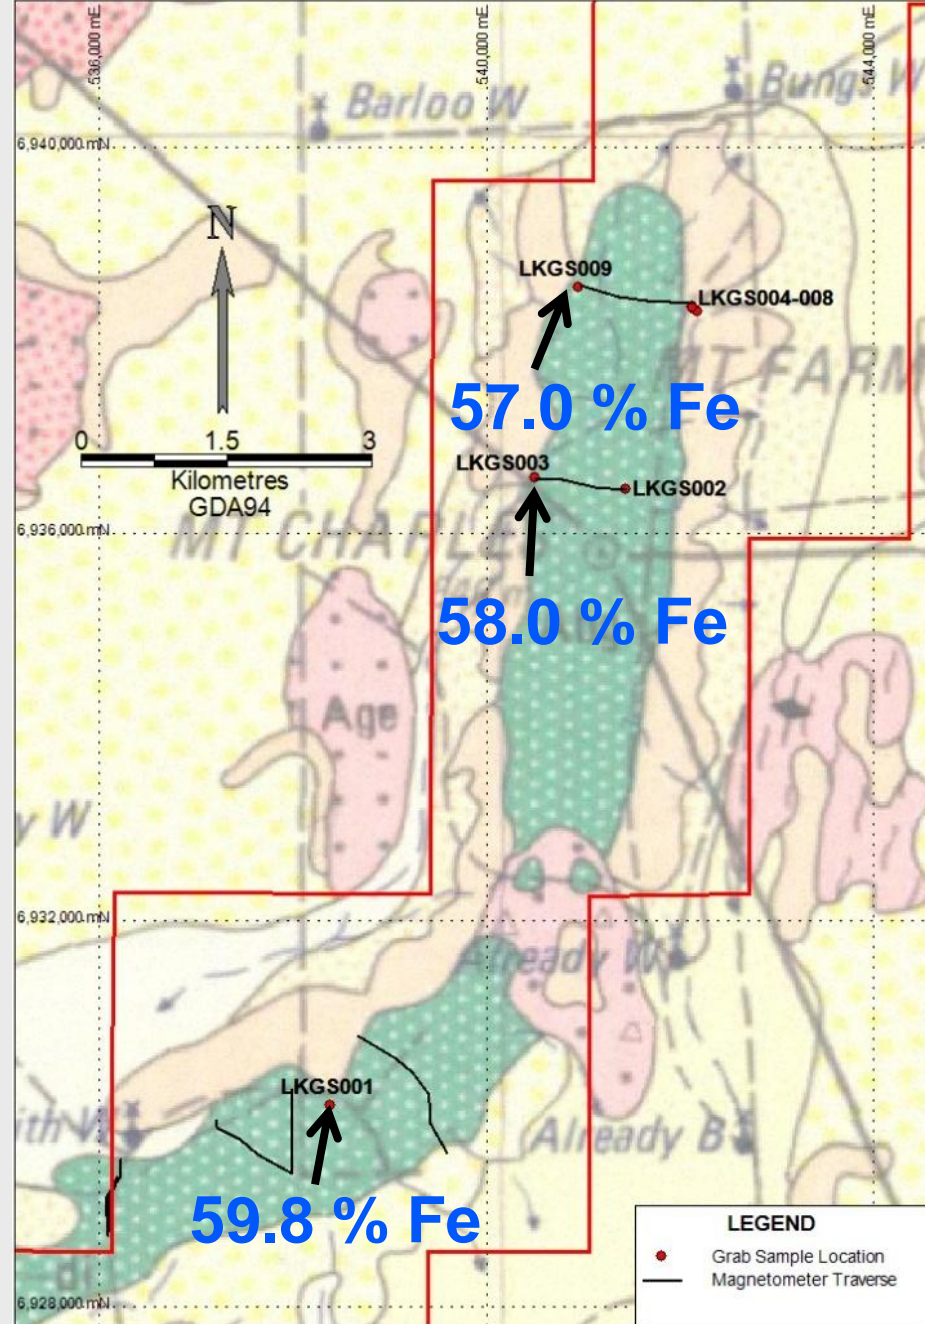 536,000 mE
540,000 mE
544,000 mE
Barloo W
Bungs W
6,940,000 mN
N
LKGS009
LKGS004-008
MT FARM
57.0 % Fe
0 1.5 3
Kilometres
GDA94
LKGS003
LKGS002
6,936,000 mN
MT CHARLES
58.0 % Fe
Age
y W
6,932,000 mN
Already W
LKGS001
ith W
Already B
59.8 % Fe
LEGEND
Grab Sample Location
Magnetometer Traverse
6,928,000 mN